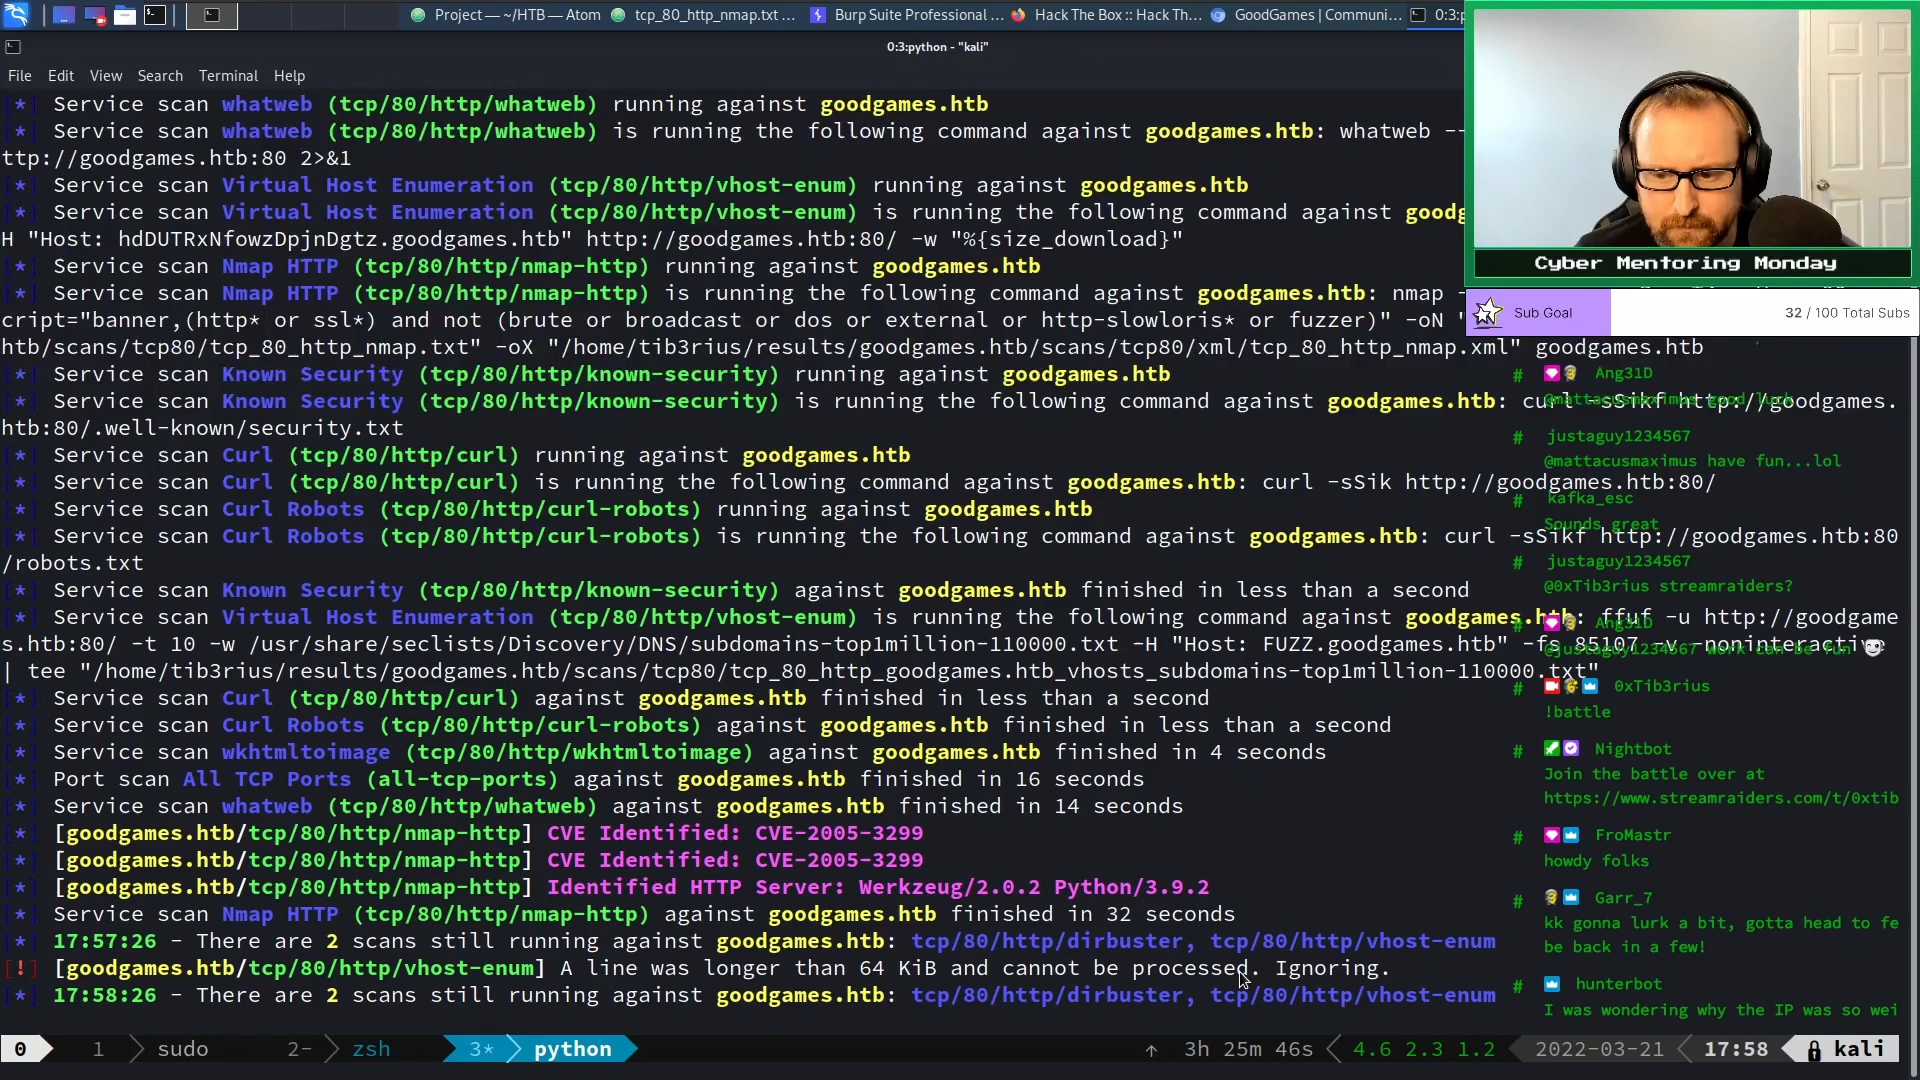 Project — ~/HTB — Atom
tcp_80_http_nmap.txt ...
Burp Suite Professional ...
Hack The Box :: Hack Th...
GoodGames | Communi...
0:3:p
0:3:python - "kali"
File Edit View Search Terminal Help
[*] Service scan whatweb (tcp/80/http/whatweb) running against goodgames.htb
[*] Service scan whatweb (tcp/80/http/whatweb) is running the following command against goodgames.htb: whatweb --
ttp://goodgames.htb:80 2>&1
[*] Service scan Virtual Host Enumeration (tcp/80/http/vhost-enum) running against goodgames.htb
[*] Service scan Virtual Host Enumeration (tcp/80/http/vhost-enum) is running the following command against goodg
H "Host: hdDUTRxNfowzDpjnDgtz.goodgames.htb" http://goodgames.htb:80/ -w "%{size_download}"
[*] Service scan Nmap HTTP (tcp/80/http/nmap-http) running against goodgames.htb
[*] Service scan Nmap HTTP (tcp/80/http/nmap-http) is running the following command against goodgames.htb: nmap -
cript="banner,(http* or ssl*) and not (brute or broadcast or dos or external or http-slowloris* or fuzzer)" -oN "
htb/scans/tcp80/tcp_80_http_nmap.txt" -oX "/home/tib3rius/results/goodgames.htb/scans/tcp80/xml/tcp_80_http_nmap.xml" goodgames.htb
[*] Service scan Known Security (tcp/80/http/known-security) running against goodgames.htb
[*] Service scan Known Security (tcp/80/http/known-security) is running the following command against goodgames.htb: curl -sSikf http://goodgames.
htb:80/.well-known/security.txt
[*] Service scan Curl (tcp/80/http/curl) running against goodgames.htb
[*] Service scan Curl (tcp/80/http/curl) is running the following command against goodgames.htb: curl -sSik http://goodgames.htb:80/
[*] Service scan Curl Robots (tcp/80/http/curl-robots) running against goodgames.htb
[*] Service scan Curl Robots (tcp/80/http/curl-robots) is running the following command against goodgames.htb: curl -sSikf http://goodgames.htb:80
/robots.txt
[*] Service scan Known Security (tcp/80/http/known-security) against goodgames.htb finished in less than a second
[*] Service scan Virtual Host Enumeration (tcp/80/http/vhost-enum) is running the following command against goodgames.htb: ffuf -u http://goodgame
s.htb:80/ -t 10 -w /usr/share/seclists/Discovery/DNS/subdomains-top1million-110000.txt -H "Host: FUZZ.goodgames.htb" -fs 85107 -v -noninteractive
| tee "/home/tib3rius/results/goodgames.htb/scans/tcp80/tcp_80_http_goodgames.htb_vhosts_subdomains-top1million-110000.txt"
[*] Service scan Curl (tcp/80/http/curl) against goodgames.htb finished in less than a second
[*] Service scan Curl Robots (tcp/80/http/curl-robots) against goodgames.htb finished in less than a second
[*] Service scan wkhtmltoimage (tcp/80/http/wkhtmltoimage) against goodgames.htb finished in 4 seconds
[*] Port scan All TCP Ports (all-tcp-ports) against goodgames.htb finished in 16 seconds
[*] Service scan whatweb (tcp/80/http/whatweb) against goodgames.htb finished in 14 seconds
[*] [goodgames.htb/tcp/80/http/nmap-http] CVE Identified: CVE-2005-3299
[*] [goodgames.htb/tcp/80/http/nmap-http] CVE Identified: CVE-2005-3299
[*] [goodgames.htb/tcp/80/http/nmap-http] Identified HTTP Server: Werkzeug/2.0.2 Python/3.9.2
[*] Service scan Nmap HTTP (tcp/80/http/nmap-http) against goodgames.htb finished in 32 seconds
[*] 17:57:26 - There are 2 scans still running against goodgames.htb: tcp/80/http/dirbuster, tcp/80/http/vhost-enum
[!] [goodgames.htb/tcp/80/http/vhost-enum] A line was longer than 64 KiB and cannot be processed. Ignoring.
[*] 17:58:26 - There are 2 scans still running against goodgames.htb: tcp/80/http/dirbuster, tcp/80/http/vhost-enum
0 1 sudo 2- zsh 3* python ↑ 3h 25m 46s 4.6 2.3 1.2 2022-03-21 17:58 kali
Cyber Mentoring Monday
Sub Goal 32 / 100 Total Subs
# Ang31D
@mattacusmaximus good luck
# justaguy1234567
@mattacusmaximus have fun...lol
# kafka_esc
Sounds great
# justaguy1234567
@0xTib3rius streamraiders?
# Ang31D
@justaguy1234567 work can be fun
# 0xTib3rius
!battle
# Nightbot
Join the battle over at
https://www.streamraiders.com/t/0xtib
# FroMastr
howdy folks
# Garr_7
kk gonna lurk a bit, gotta head to fe
be back in a few!
# hunterbot
I was wondering why the IP was so wei